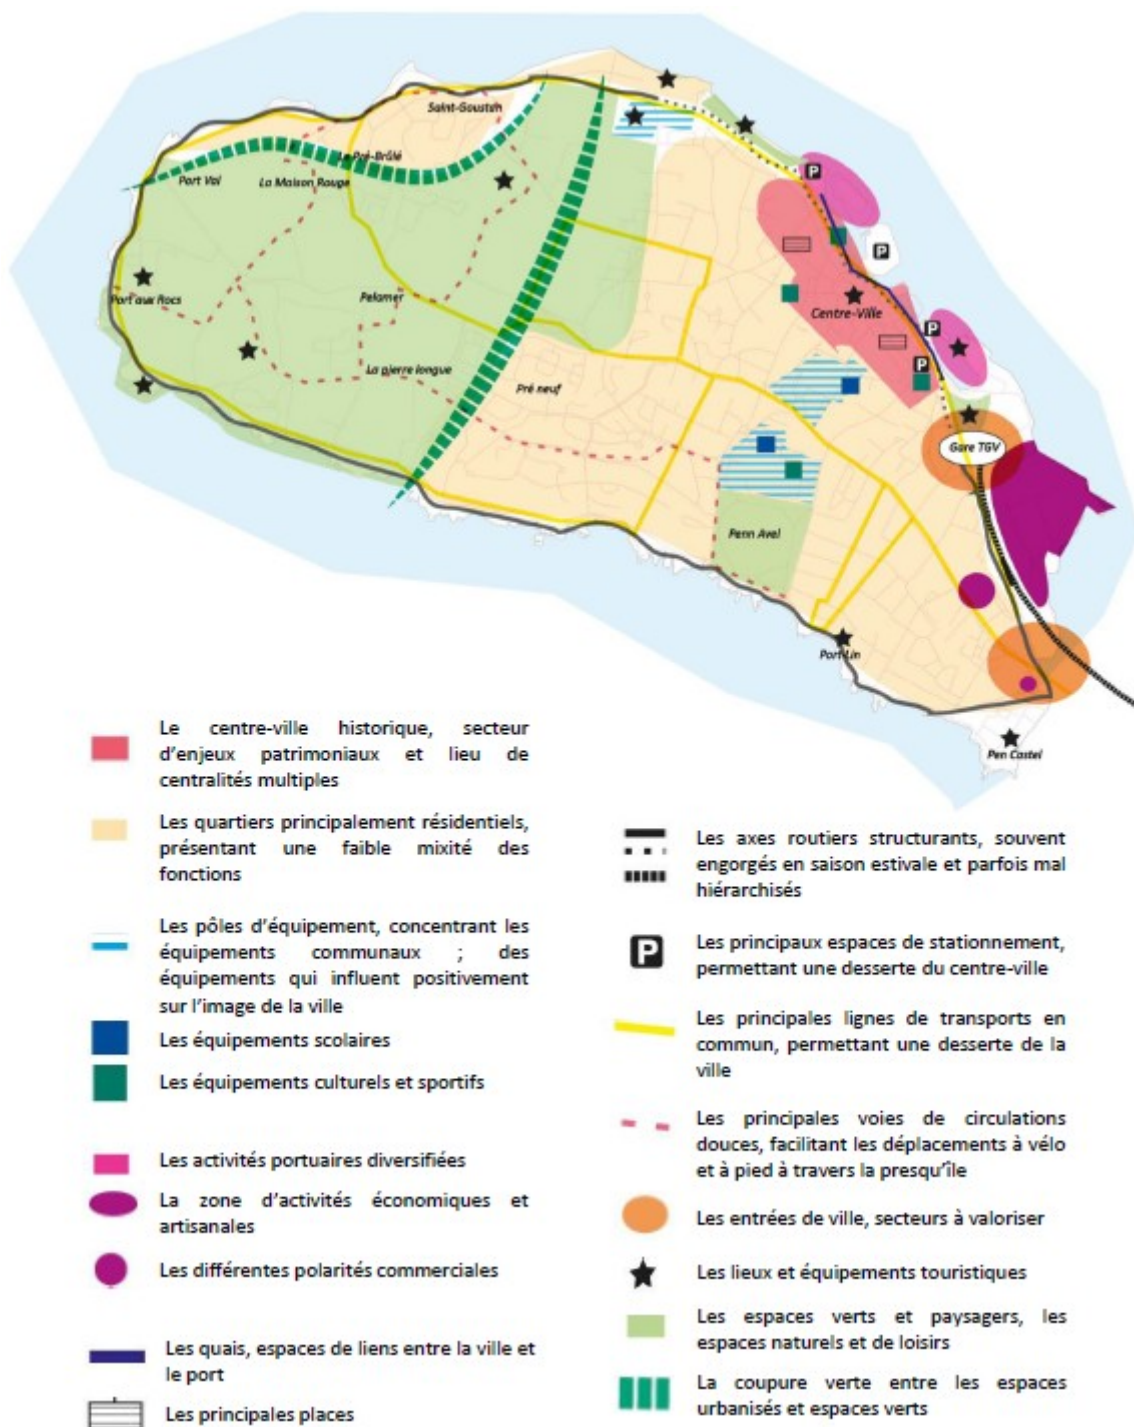 Saint-Goustan
Le Pré-Brûlé
Port Val
La Maison Rouge
P
P
Port aux Rocs
Pelamer
Centre-Ville
P
La pierre longue
P
Pré neuf
Gare TGV
Penn Avel
Port-Lin
Pen Castel
Le centre-ville historique, secteur
d'enjeux patrimoniaux et lieu de
centralités multiples
Les quartiers principalement résidentiels,
présentant une faible mixité des
fonctions
Les pôles d'équipement, concentrant les
équipements communaux ; des
équipements qui influent positivement
sur l'image de la ville
Les équipements scolaires
Les équipements culturels et sportifs
Les activités portuaires diversifiées
La zone d'activités économiques et
artisanales
Les différentes polarités commerciales
Les quais, espaces de liens entre la ville et
le port
Les principales places
Les axes routiers structurants, souvent
engorgés en saison estivale et parfois mal
hiérarchisés
P
Les principaux espaces de stationnement,
permettant une desserte du centre-ville
Les principales lignes de transports en
commun, permettant une desserte de la
ville
Les principales voies de circulations
douces, facilitant les déplacements à vélo
et à pied à travers la presqu'île
Les entrées de ville, secteurs à valoriser
Les lieux et équipements touristiques
Les espaces verts et paysagers, les
espaces naturels et de loisirs
La coupure verte entre les espaces
urbanisés et espaces verts